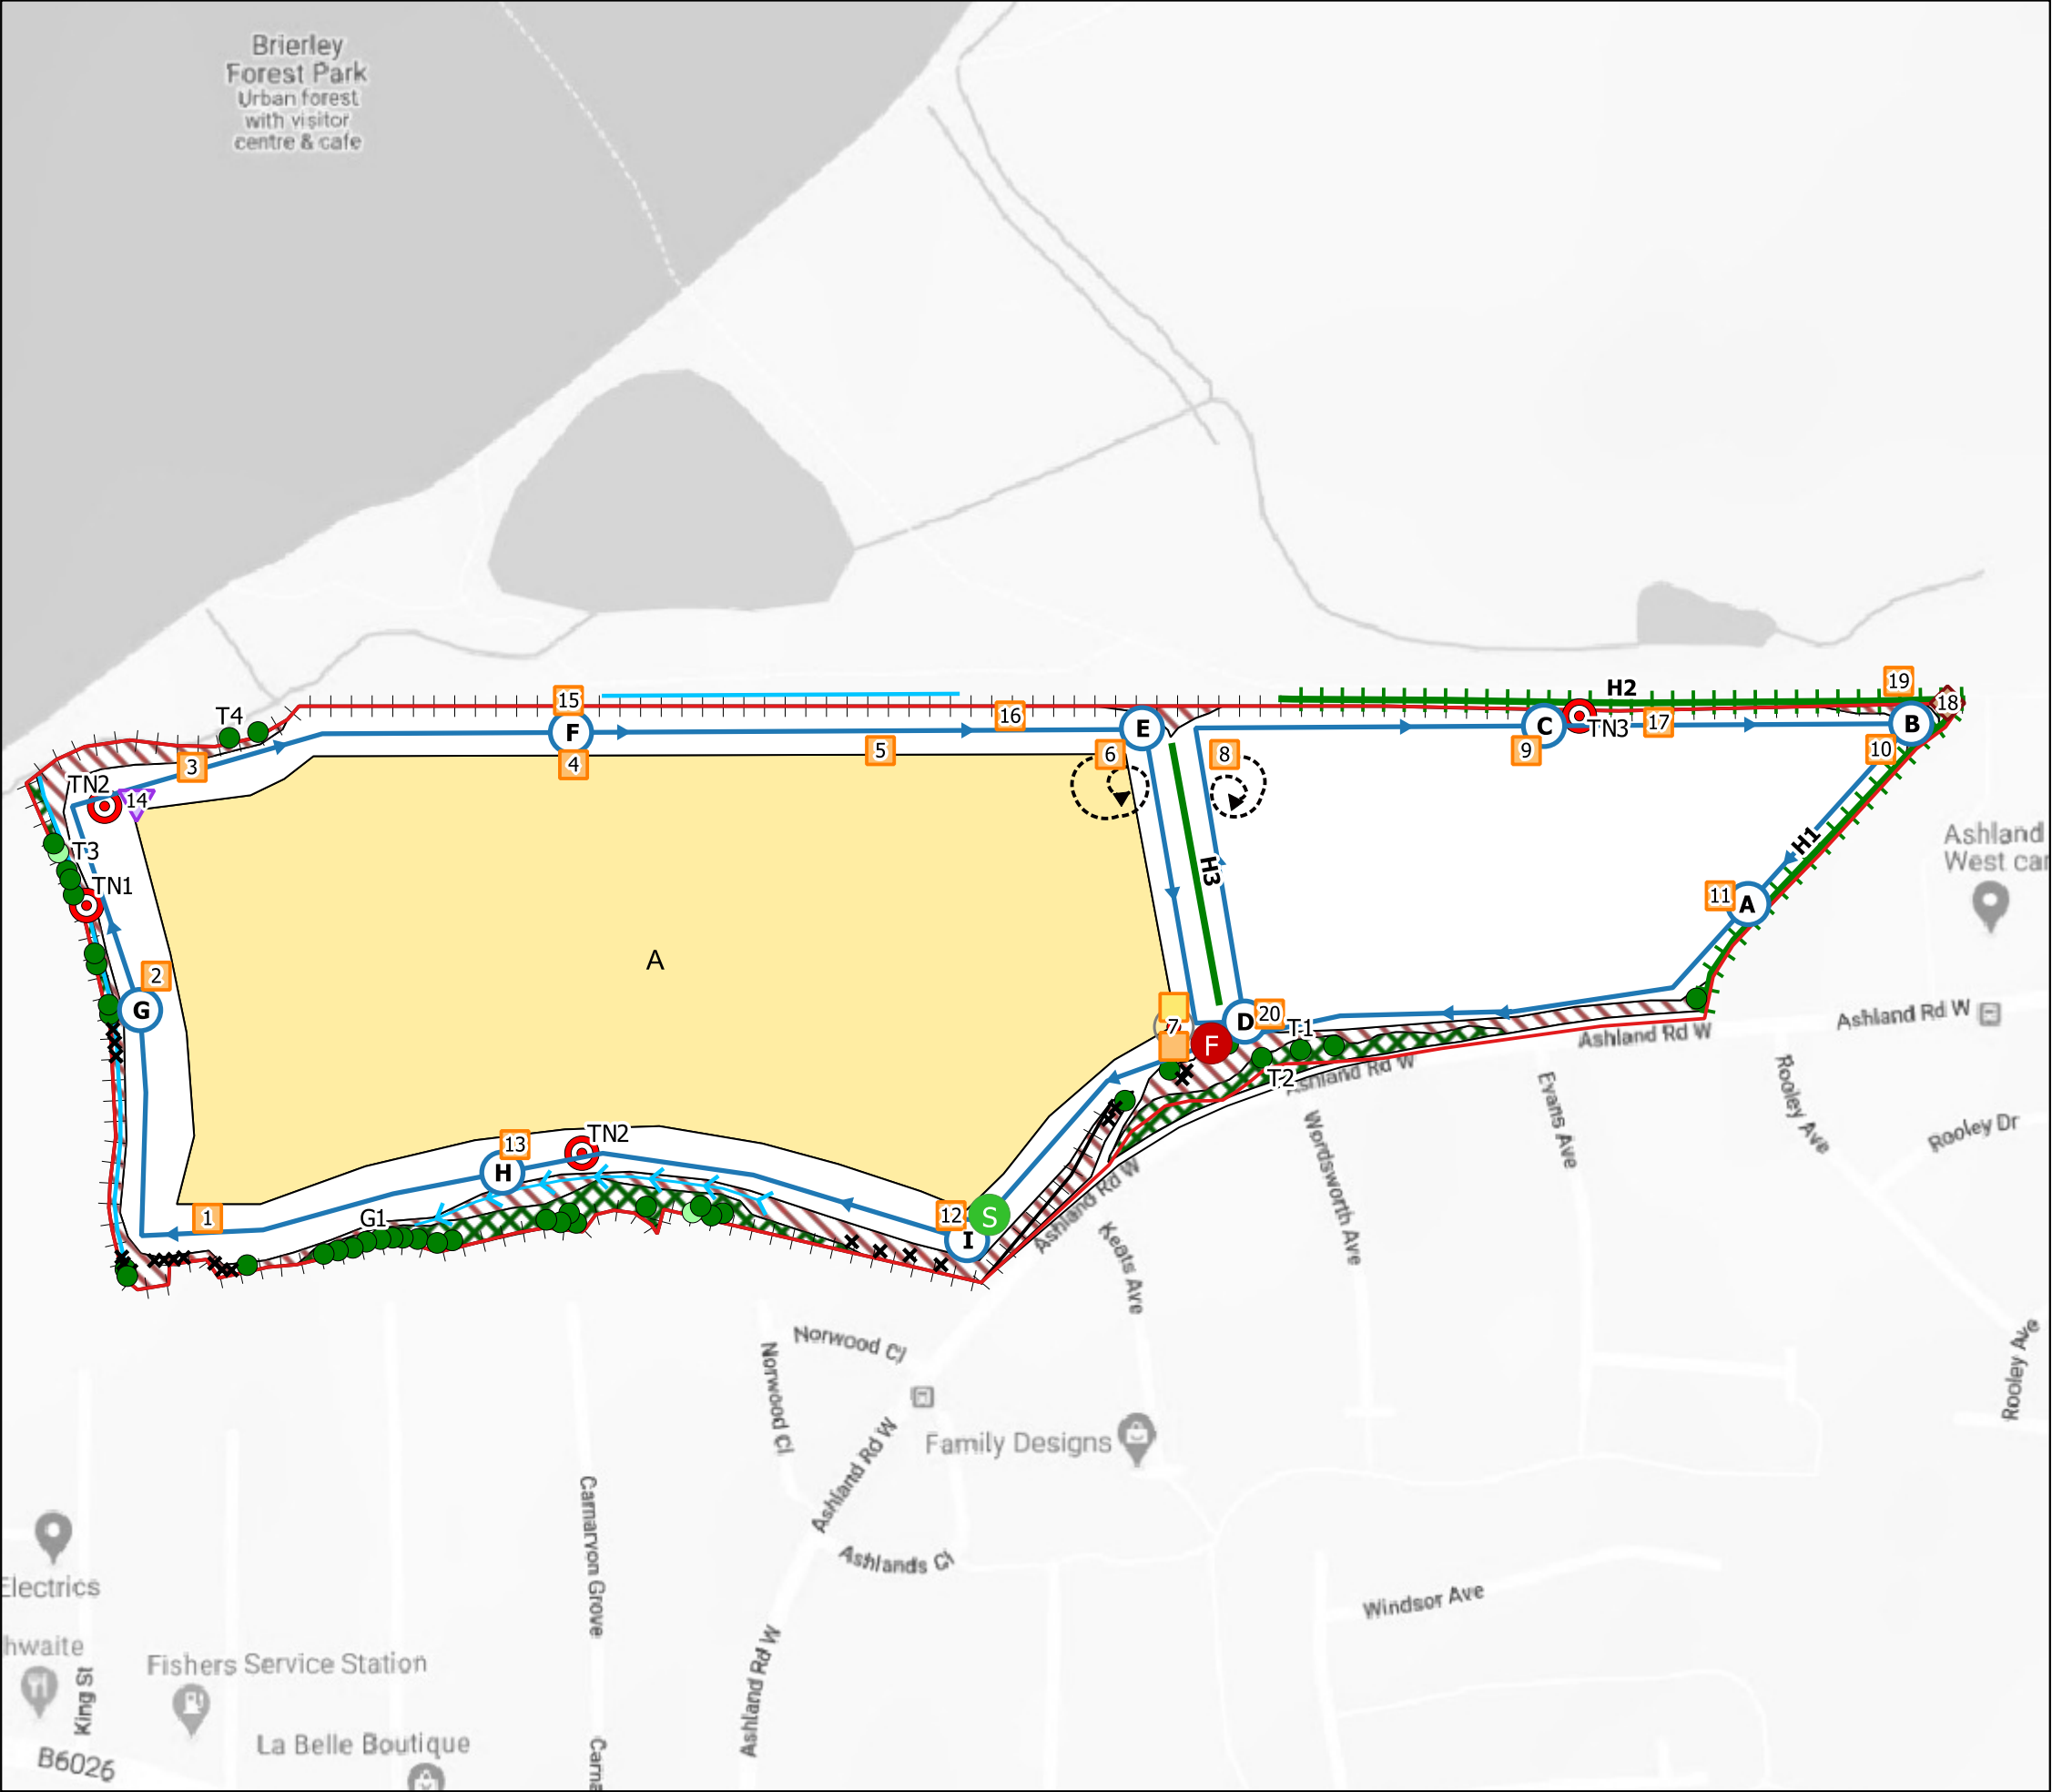 Brierley
Forest Park
Urban forest
with visitor
centre & cafe
19
H2
18
15
T4
16
F
E
C
TN3
17
B
3
4
5
6
8
9
10
TN2
14
T3
H1
Ashland
West car
H3
TN1
11
A
A
2
G
7
D
20
T1
F
Ashland Rd W
Ashland Rd W
T2
Ashland Rd W
Evans Ave
Rooley Ave
Rooley Dr
Wordsworth Ave
13
TN2
H
Ashland Rd W
1
G1
12
S
I
Keats Ave
Norwood Cl
Norwood Cl
Rooley Ave
Family Designs
Ashland Rd W
Carnarvon Grove
Ashlands Cl
Electrics
Windsor Ave
hwaite
Fishers Service Station
King St
Ashland Rd W
La Belle Boutique
Carna
B6026